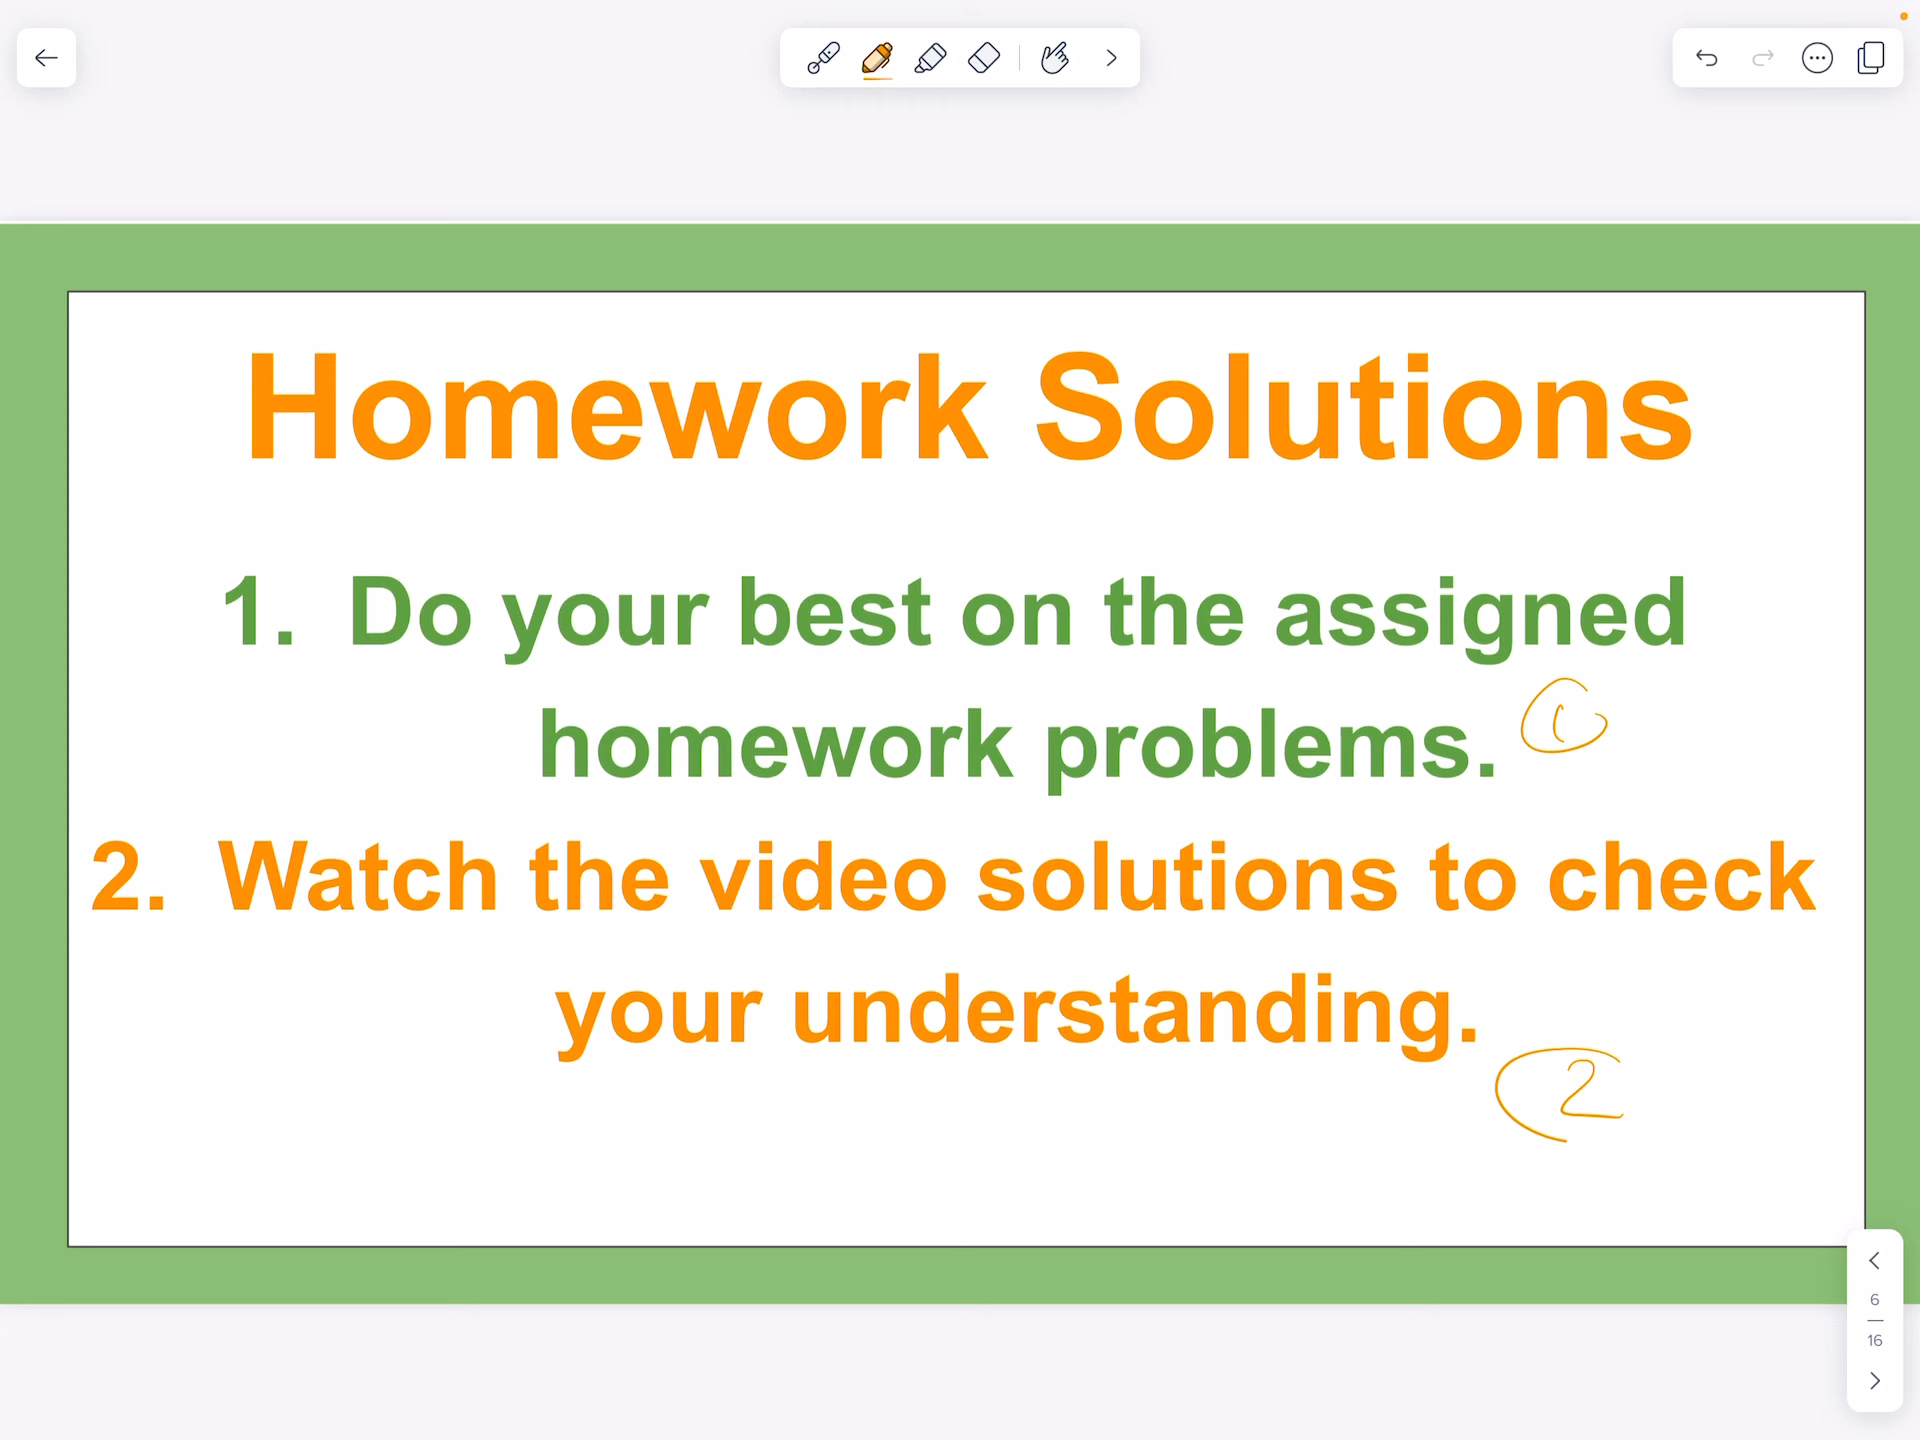 Homework Solutions
1. Do your best on the assigned
homework problems.
1
2. Watch the video solutions to check
your understanding.
2
6
16